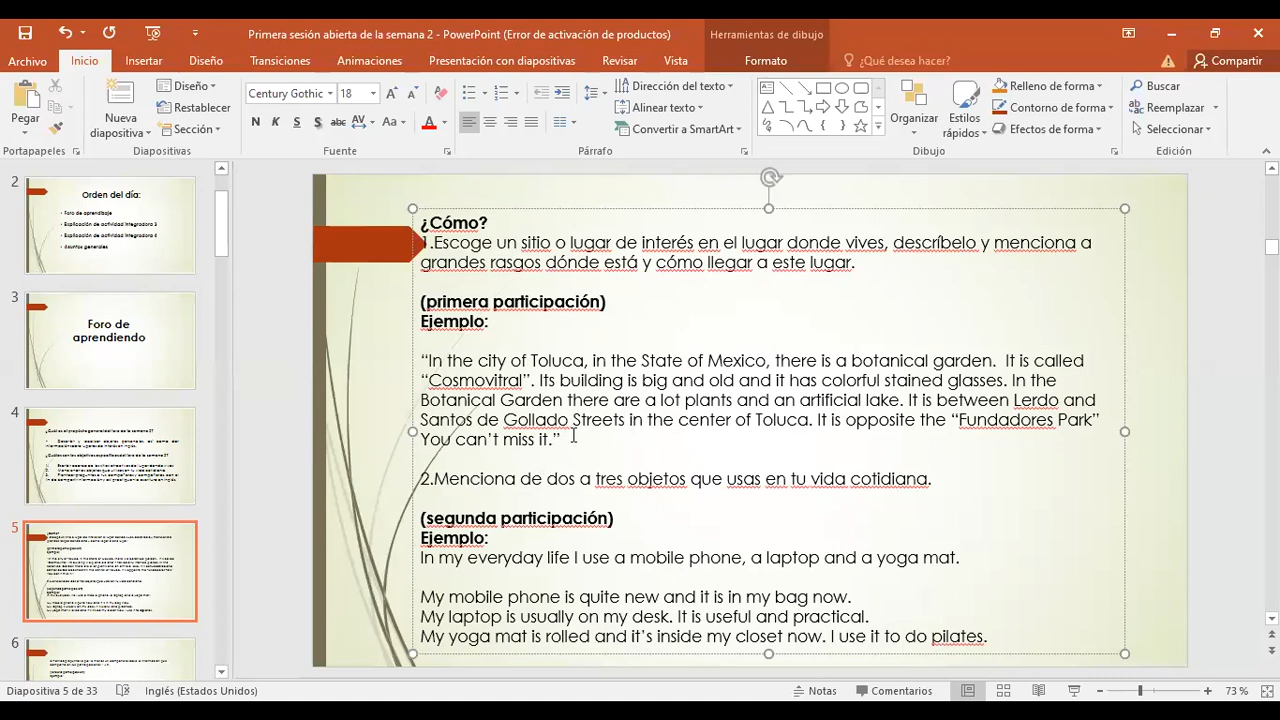 Primera sesión abierta de la semana 2 - PowerPoint (Error de activación de productos)
Herramientas de dibujo
Archivo
Inicio
Insertar
Diseño
Transiciones
Animaciones
Presentación con diapositivas
Revisar
Vista
Formato
¿Qué desea hacer?
Compartir
Pegar
Nueva diapositiva
Diseño
Restablecer
Sección
Century Gothic
18
N K S S abc AV Aa A
Dirección del texto
Alinear texto
Convertir a SmartArt
Organizar
Estilos rápidos
Relleno de forma
Contorno de forma
Efectos de forma
Buscar
Reemplazar
Seleccionar
Portapapeles
Diapositivas
Fuente
Párrafo
Dibujo
Edición
2
Orden del día:
Foro de aprendizaje
Explicación de actividad integradora 3
Explicación de actividad integradora 4
Asuntos generales
3
Foro de
aprendiendo
4
5
6
¿Cómo?
1.Escoge un sitio o lugar de interés en el lugar donde vives, descríbelo y menciona a
grandes rasgos dónde está y cómo llegar a este lugar.
(primera participación)
Ejemplo:
“In the city of Toluca, in the State of Mexico, there is a botanical garden. It is called
“Cosmovitral”. Its building is big and old and it has colorful stained glasses. In the
Botanical Garden there are a lot plants and an artificial lake. It is between Lerdo and
Santos de Gollado Streets in the center of Toluca. It is opposite the “Fundadores Park”
You can’t miss it.”
2.Menciona de dos a tres objetos que usas en tu vida cotidiana.
(segunda participación)
Ejemplo:
In my everyday life I use a mobile phone, a laptop and a yoga mat.
My mobile phone is quite new and it is in my bag now.
My laptop is usually on my desk. It is useful and practical.
My yoga mat is rolled and it’s inside my closet now. I use it to do pilates.
Diapositiva 5 de 33
Inglés (Estados Unidos)
Notas
Comentarios
73 %